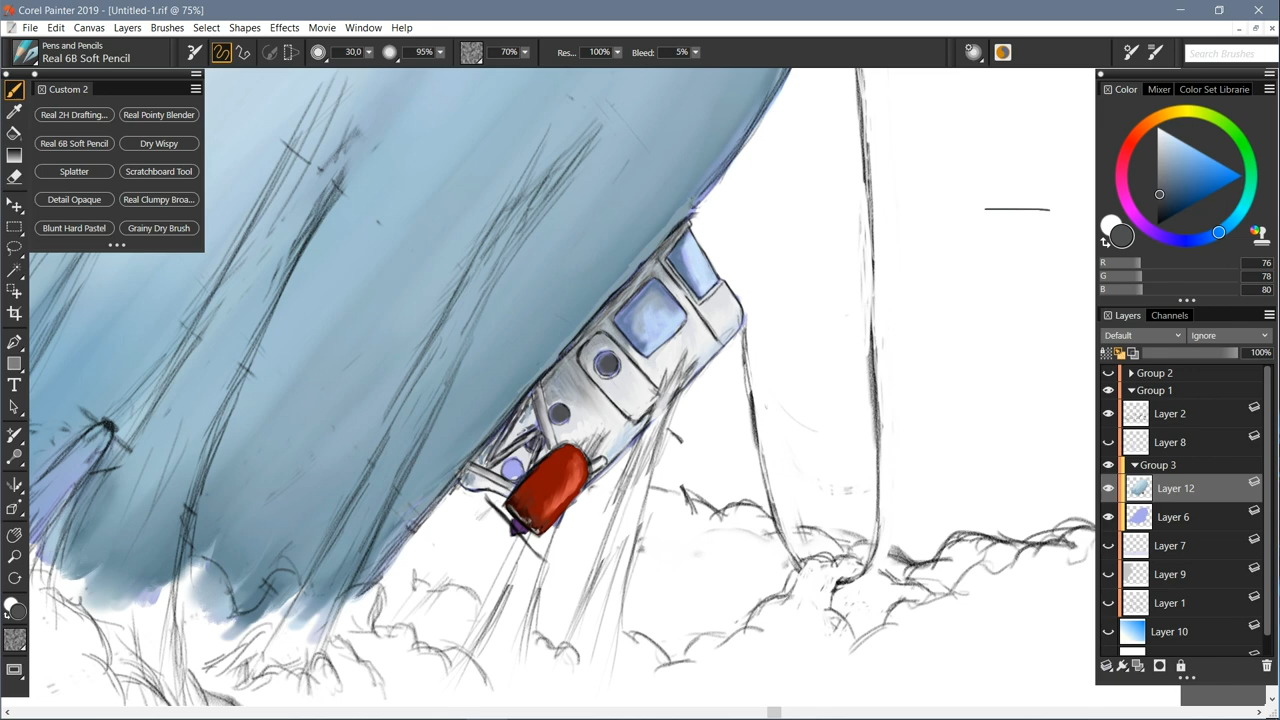 Corel Painter 2019 - [Untitled-1.rif @ 75%]
File Edit Canvas Layers Brushes Select Shapes Effects Movie Window Help
Pens and Pencils
Real 6B Soft Pencil
30,0 95% 70% Res... 100% Bleed: 5%
Search Brushes
Custom 2
Real 2H Drafting... Real Pointy Blender
Real 6B Soft Pencil Dry Wispy
Splatter Scratchboard Tool
Detail Opaque Real Clumpy Broa...
Blunt Hard Pastel Grainy Dry Brush
Color Mixer Color Set Librarie
R 76
G 78
B 80
Layers Channels
Default Ignore
100%
Group 2
Group 1
Layer 2
Layer 8
Group 3
Layer 12
Layer 6
Layer 7
Layer 9
Layer 1
Layer 10